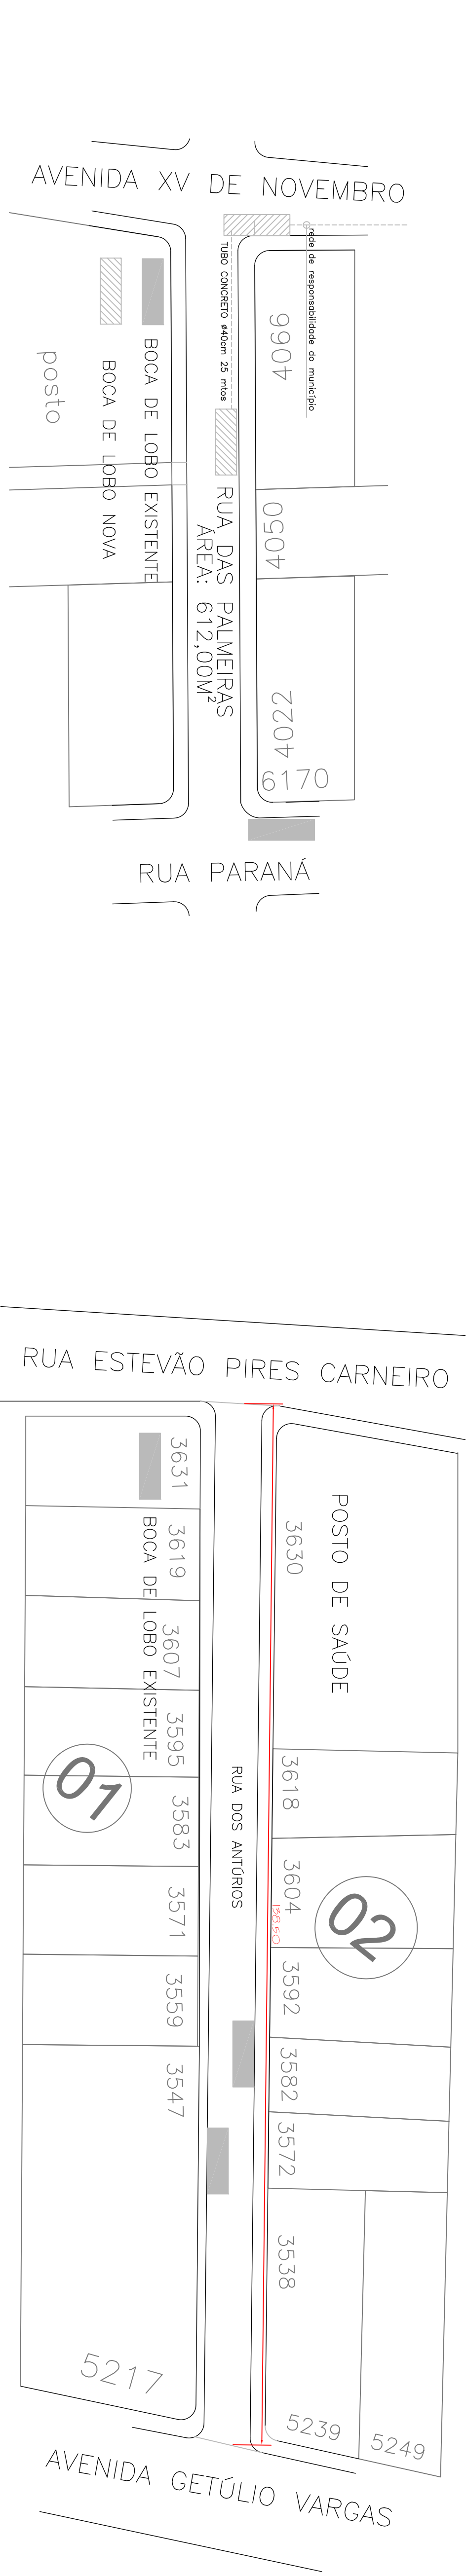 AVENIDA XV DE NOVEMBRO
rede de responsabilidade do município
TUBO CONCRETO ø40cm 25 mtos
4066
posto
BOCA DE LOBO EXISTENTE
BOCA DE LOBO NOVA
4050
RUA DAS PALMEIRAS
ÁREA: 612,00M²
4022
6170
RUA PARANÁ
RUA ESTEVÃO PIRES CARNEIRO
3631
BOCA DE LOBO EXISTENTE
3619
3607
3595
3583
3571
3559
3547
01
5217
RUA DOS ANTÚRIOS
POSTO DE SAÚDE
3630
3618
3604
138.50
3592
3582
3572
3538
02
5239
5249
AVENIDA GETÚLIO VARGAS